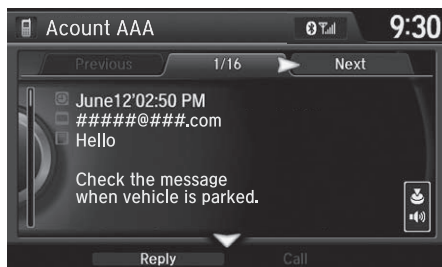 Acount AAA
9:30
Previous
1/16
Next
June12'02:50 PM
#####@###.com
Hello
Check the message
when vehicle is parked.
Reply
Call